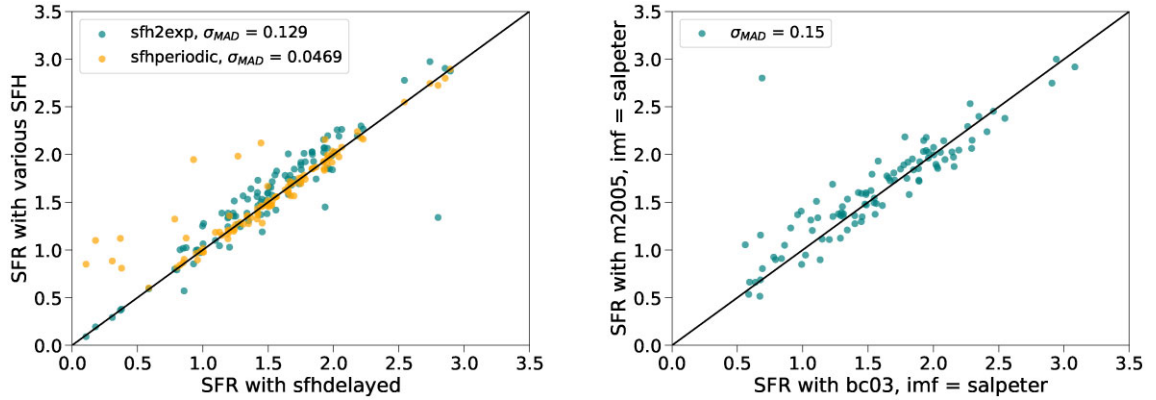 3.5
3.0
2.5
2.0
1.5
1.0
0.5
0.0
SFR with various SFH
sfh2exp, σMAD = 0.129
sfhperiodic, σMAD = 0.0469
0.0 0.5 1.0 1.5 2.0 2.5 3.0 3.5
SFR with sfhdelayed
3.5
3.0
2.5
2.0
1.5
1.0
0.5
0.0
SFR with m2005, imf = salpeter
σMAD = 0.15
0.0 0.5 1.0 1.5 2.0 2.5 3.0 3.5
SFR with bc03, imf = salpeter